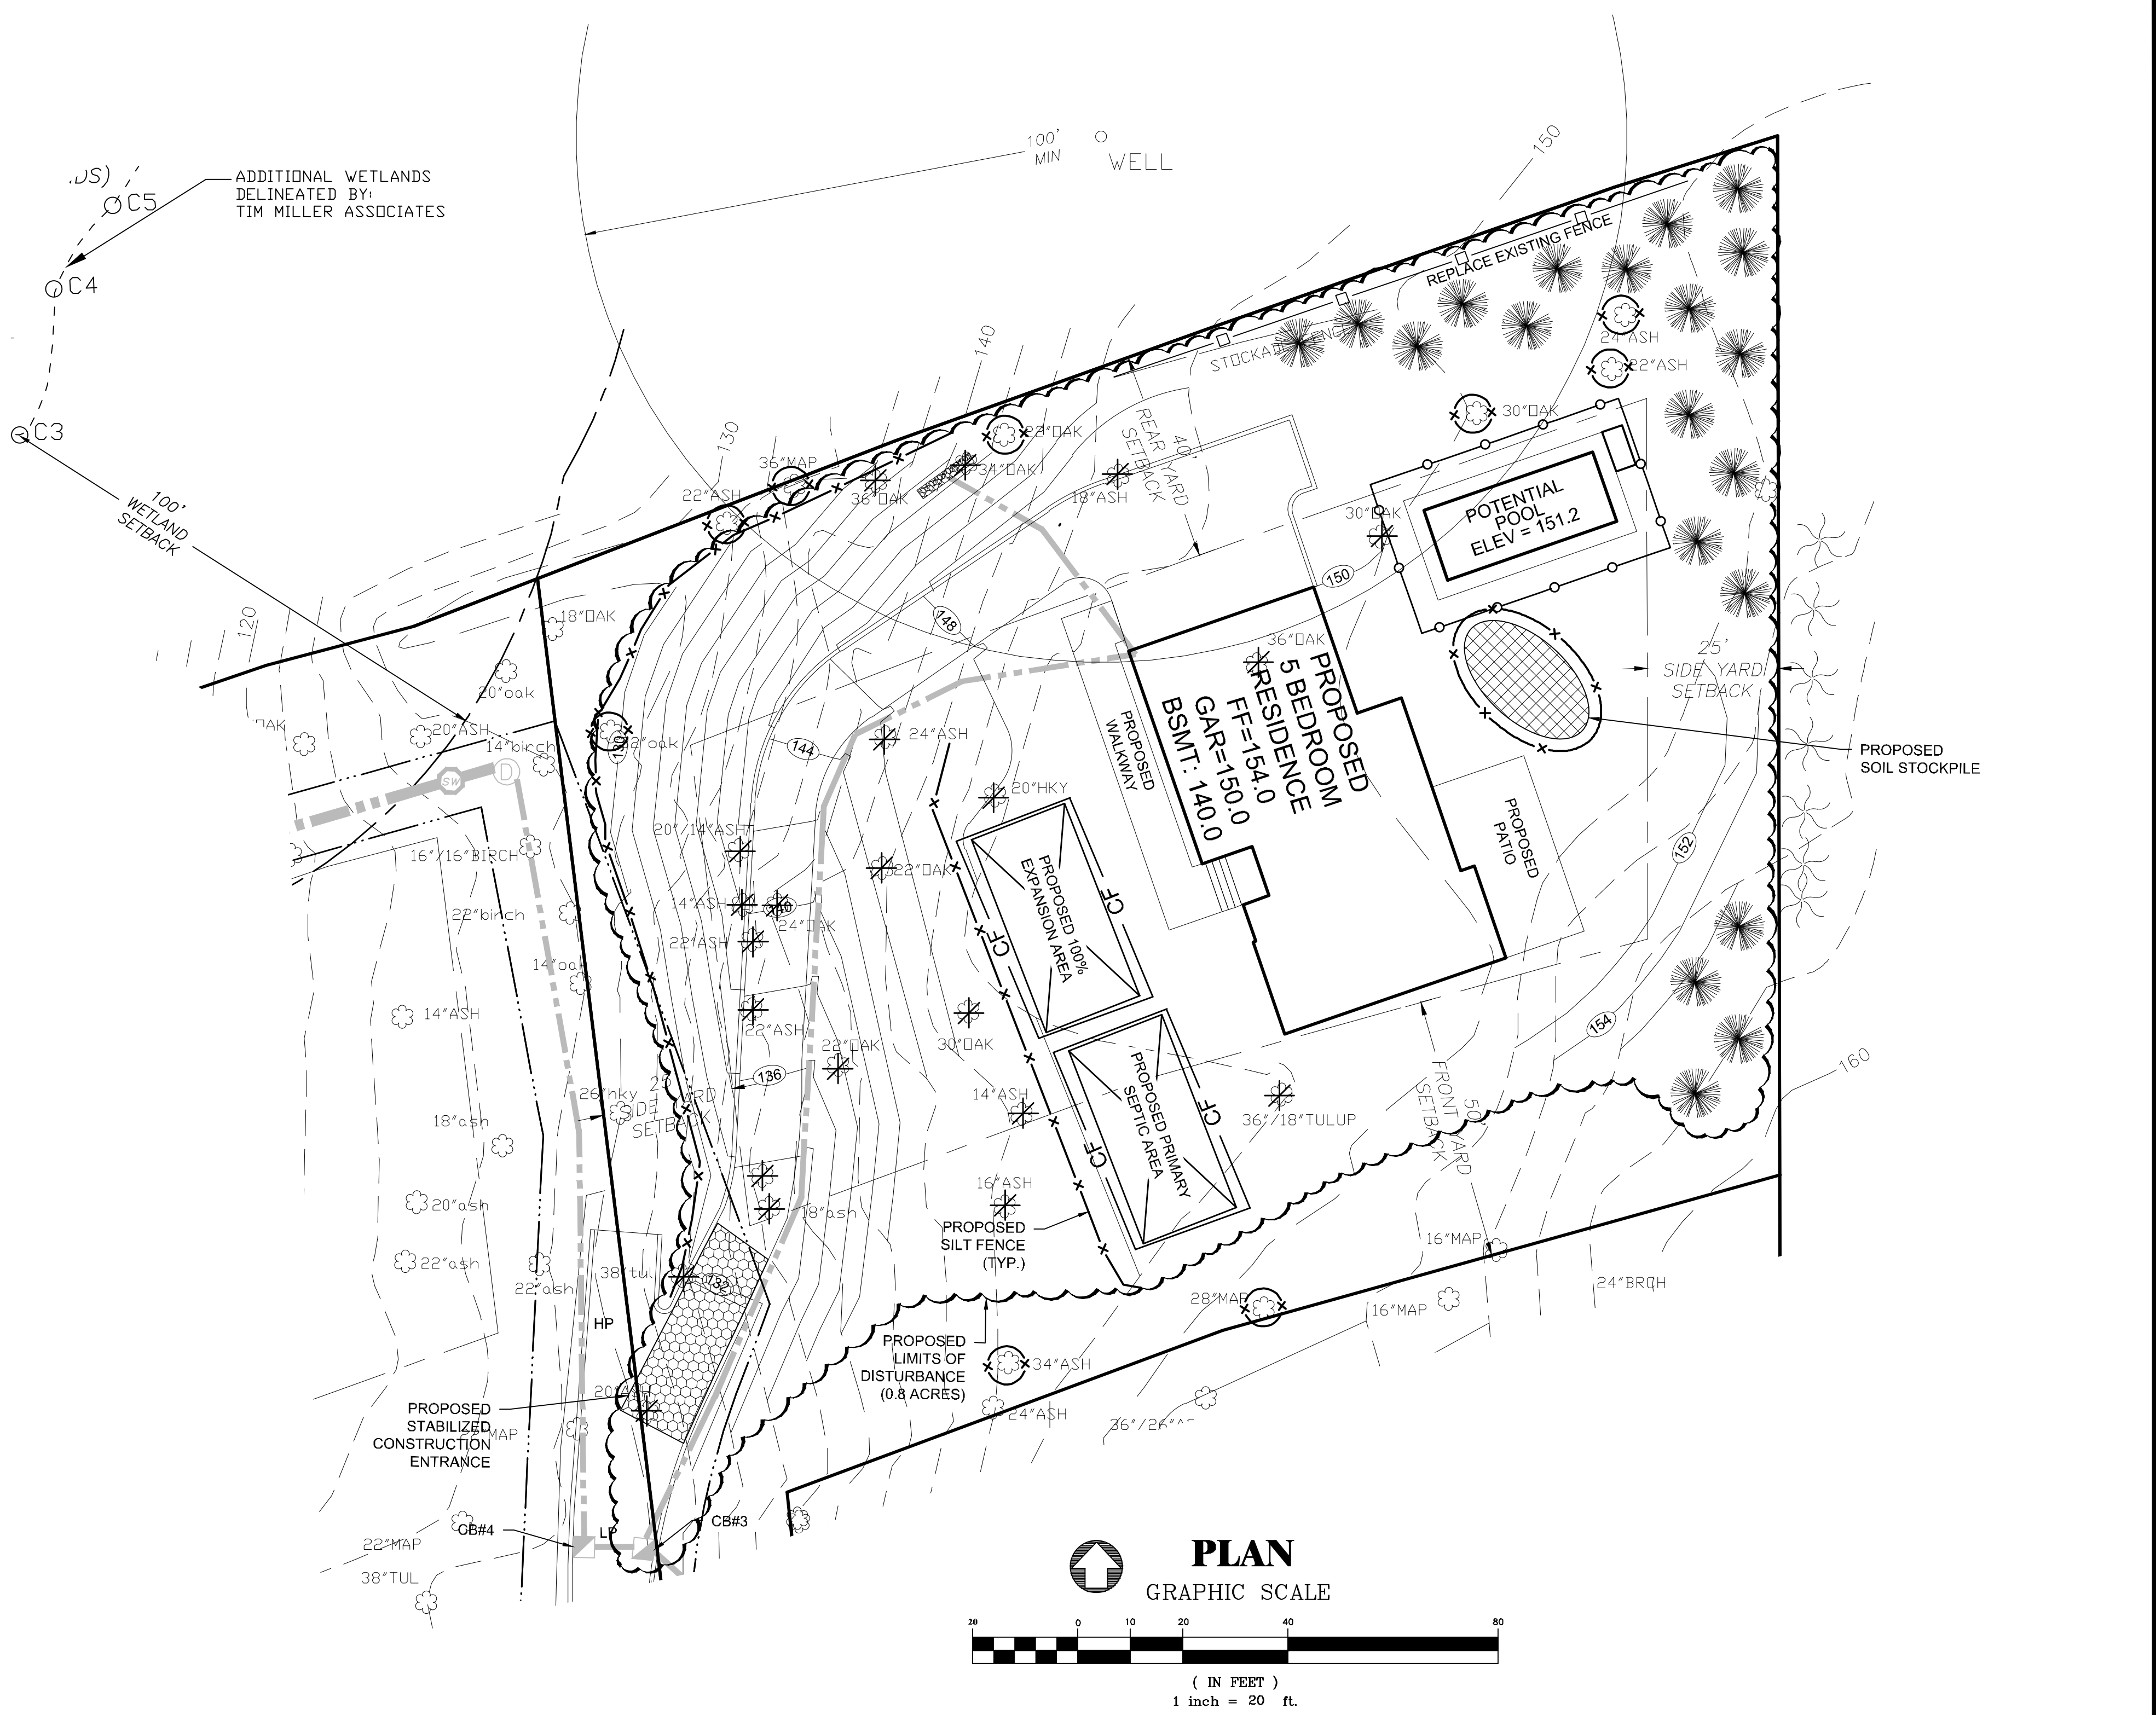 100'
MIN
WELL
150
.DS)
C5
ADDITIONAL WETLANDS
DELINEATED BY:
TIM MILLER ASSOCIATES
C4
C3
REPLACE EXISTING FENCE
24"ASH
22"ASH
140
30"OAK
130
22"OAK
36"MAP
34"OAK
36"OAK
22"ASH
18"ASH
REAR YARD
SETBACK
40'
30"OAK
POTENTIAL
POOL
ELEV = 151.2
100'
WETLAND
SETBACK
150
120
18"OAK
148
36"OAK
25'
SIDE YARD
SETBACK
20"oak
PROPOSED
5 BEDROOM
RESIDENCE
FF=154.0
GAR=150.0
BSMT: 140.0
PROPOSED
WALKWAY
20"ASH
24"ASH
144
14"birch
PROPOSED
SOIL STOCKPILE
SW
D
20"HKY
20"/14"ASH
PROPOSED
PATIO
152
16"/16"BIRCH
22"OAK
PROPOSED 100%
EXPANSION AREA
CF
CF
14"ASH
22"birch
24"OAK
22"ASH
14"oak
14"ASH
22"ASH
22"OAK
30"OAK
154
160
136
26"hky
14"ASH
PROPOSED PRIMARY
SEPTIC AREA
CF
CF
36"/18"TULUP
FRONT YARD
SETBACK
50'
18"ash
16"ASH
20"ash
18"ash
PROPOSED
SILT FENCE
(TYP.)
16"MAP
22"ash
38"tul
132
22"ash
24"BRCH
28"MAP
16"MAP
HP
PROPOSED
LIMITS OF
DISTURBANCE
(0.8 ACRES)
34"ASH
24"ASH
PROPOSED
STABILIZED
CONSTRUCTION
ENTRANCE
CB#4
LP
CB#3
22"MAP
38"TUL
PLAN
GRAPHIC SCALE
20 0 10 20 40 80
( IN FEET )
1 inch = 20 ft.